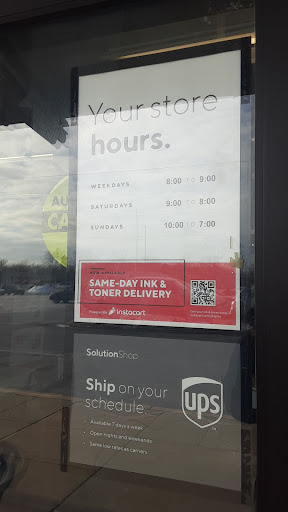 Your store
hours.
WEEKDAYS 8:00 TO 9:00
SATURDAYS 9:00 TO 8:00
SUNDAYS 10:00 TO 7:00
NOW AVAILABLE
SAME-DAY INK &
TONER DELIVERY
instacart
SolutionShop
Ship on your
schedule
• Available 7 days a week
• Open nights and weekends
• Same low rates as carriers
ups